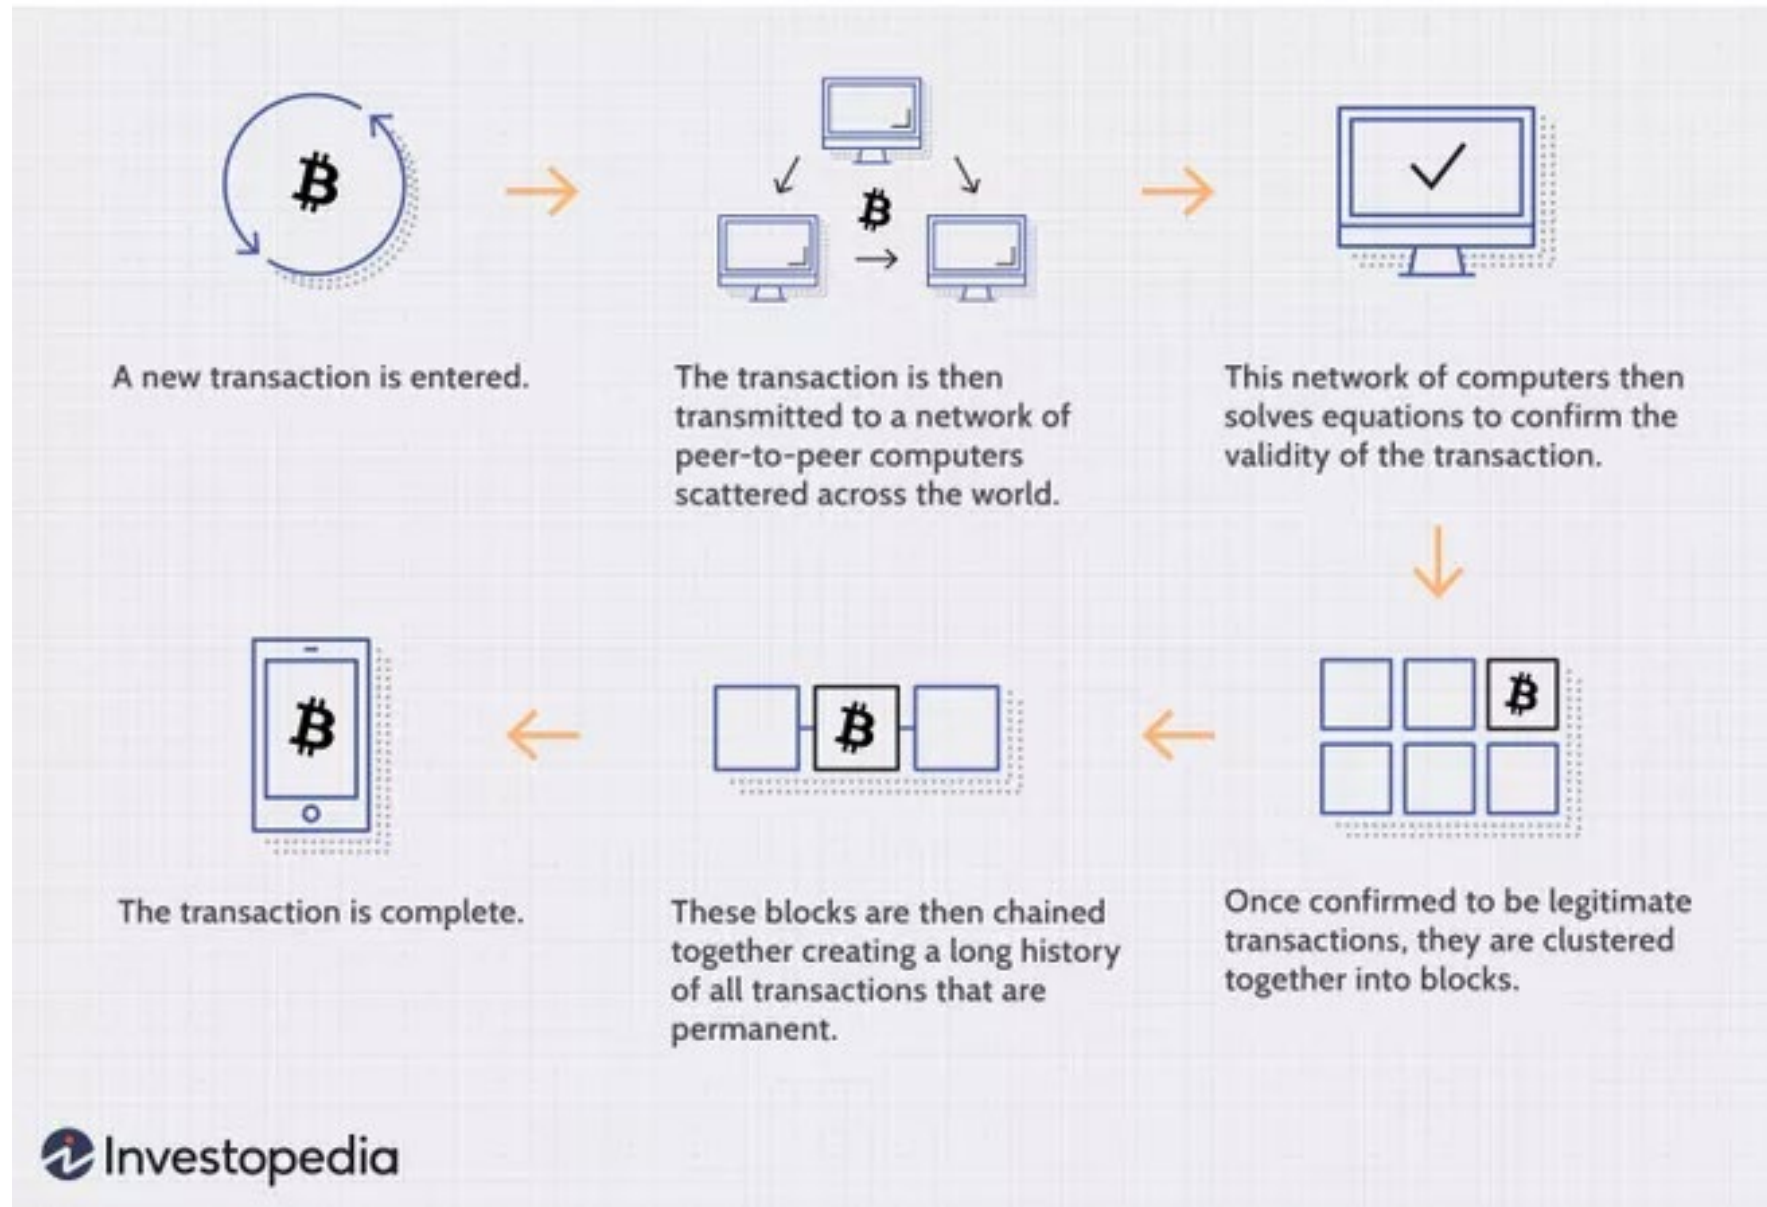 A new transaction is entered.
The transaction is then
transmitted to a network of
peer-to-peer computers
scattered across the world.
This network of computers then
solves equations to confirm the
validity of the transaction.
Once confirmed to be legitimate
transactions, they are clustered
together into blocks.
These blocks are then chained
together creating a long history
of all transactions that are
permanent.
The transaction is complete.
Investopedia